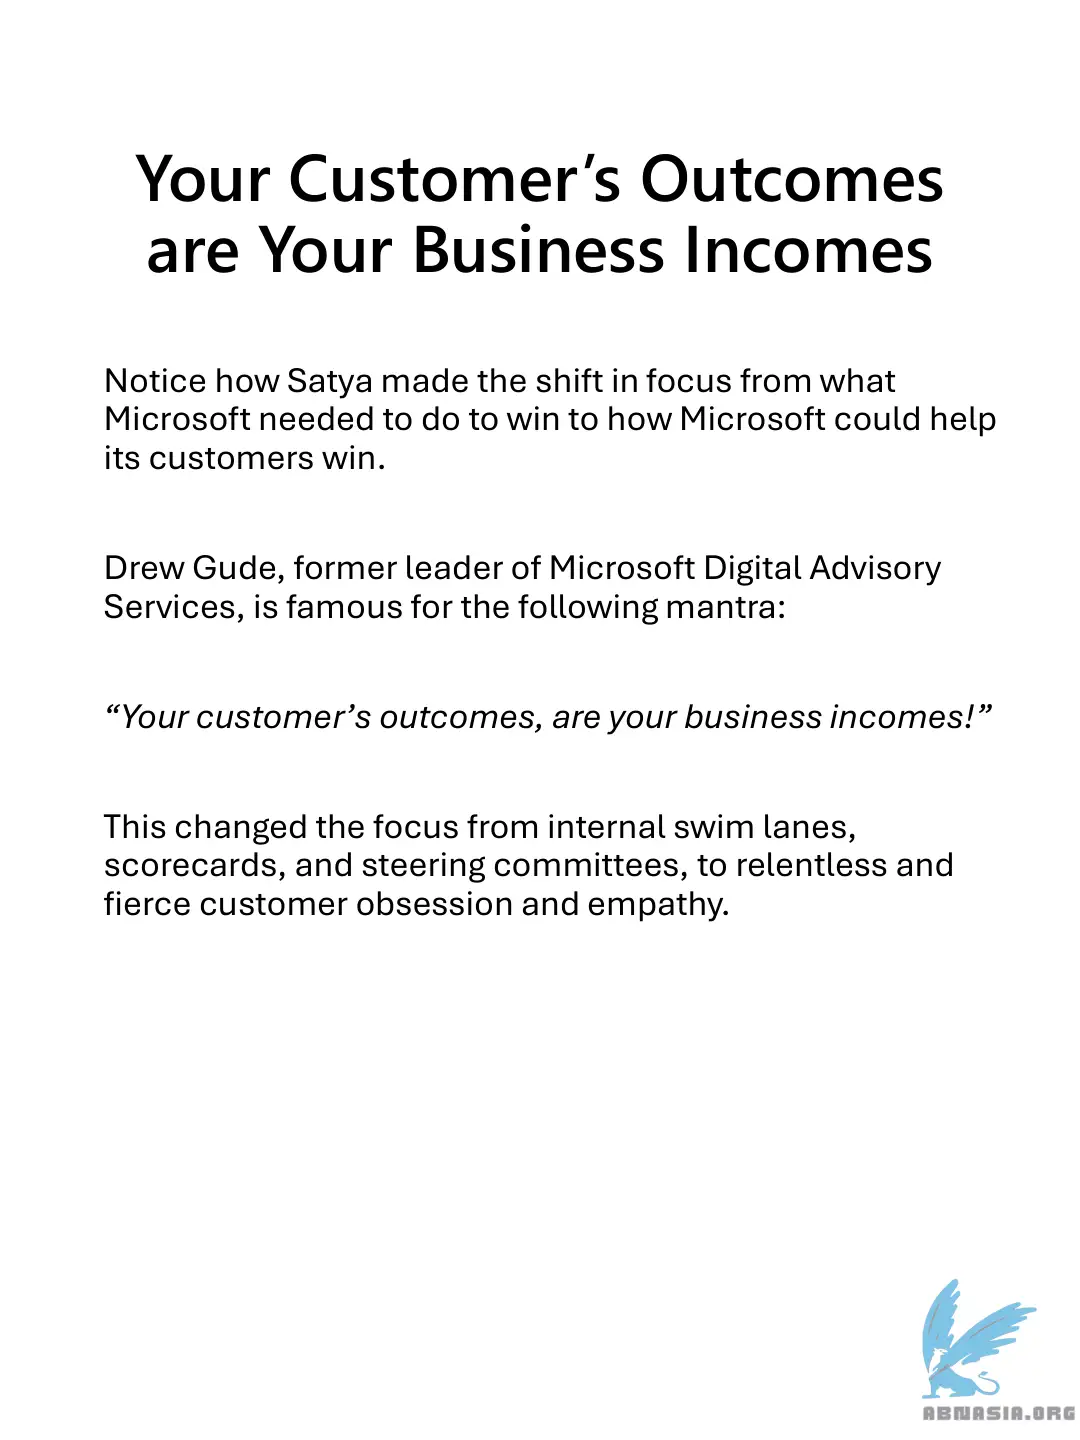 Your Customer’s Outcomes
are Your Business Incomes
Notice how Satya made the shift in focus from what
Microsoft needed to do to win to how Microsoft could help
its customers win.
Drew Gude, former leader of Microsoft Digital Advisory
Services, is famous for the following mantra:
“Your customer’s outcomes, are your business incomes!”
This changed the focus from internal swim lanes,
scorecards, and steering committees, to relentless and
fierce customer obsession and empathy.
ABNASIA.ORG